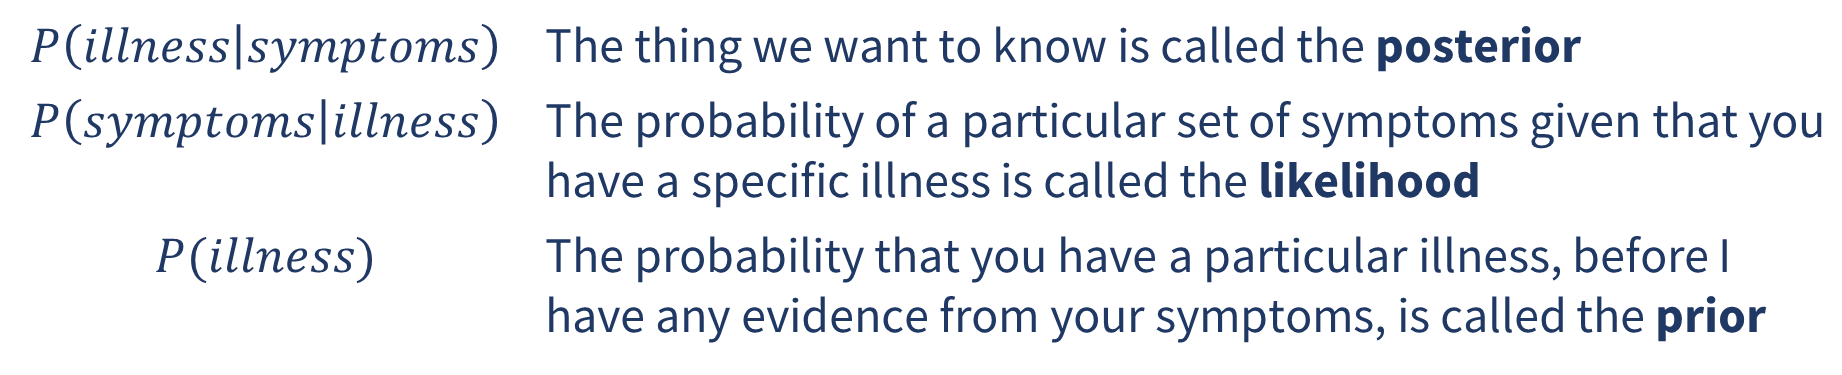 P(illness|symptoms) The thing we want to know is called the posterior
P(symptoms|illness) The probability of a particular set of symptoms given that you
have a specific illness is called the likelihood
P(illness) The probability that you have a particular illness, before I
have any evidence from your symptoms, is called the prior